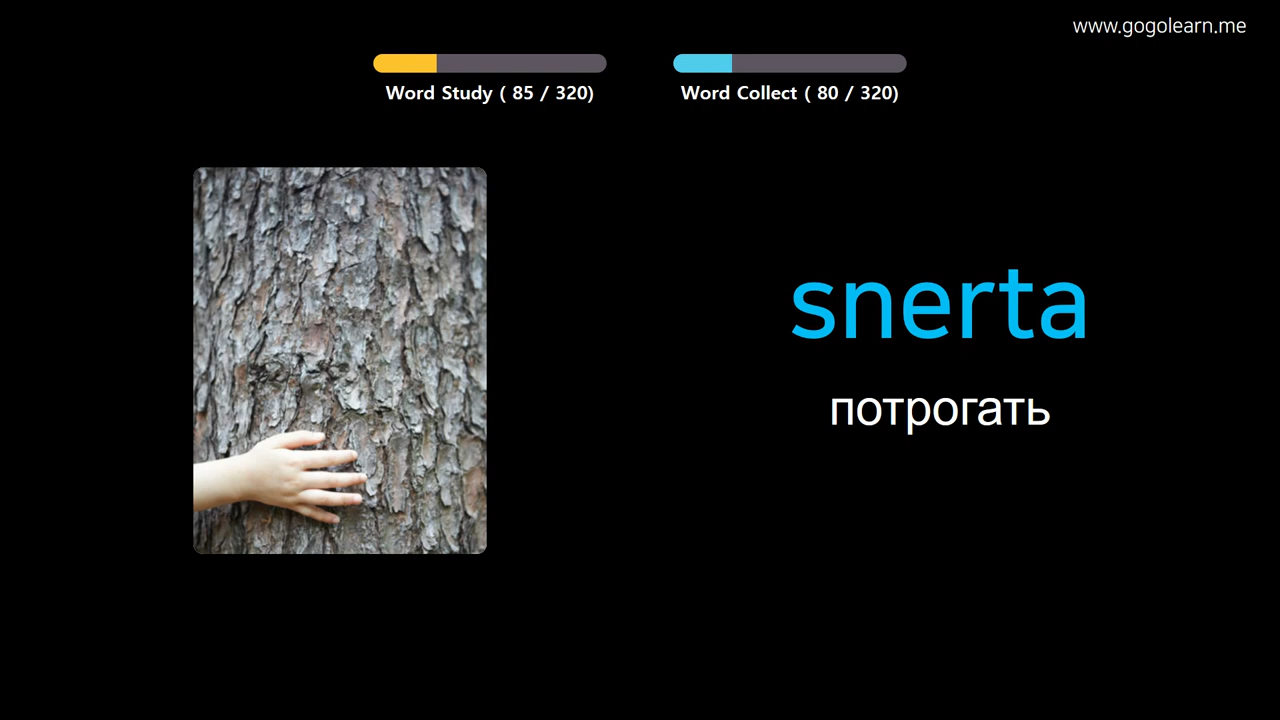 www.gogolearn.me
Word Study ( 85 / 320)
Word Collect ( 80 / 320)
snerta
потрогать